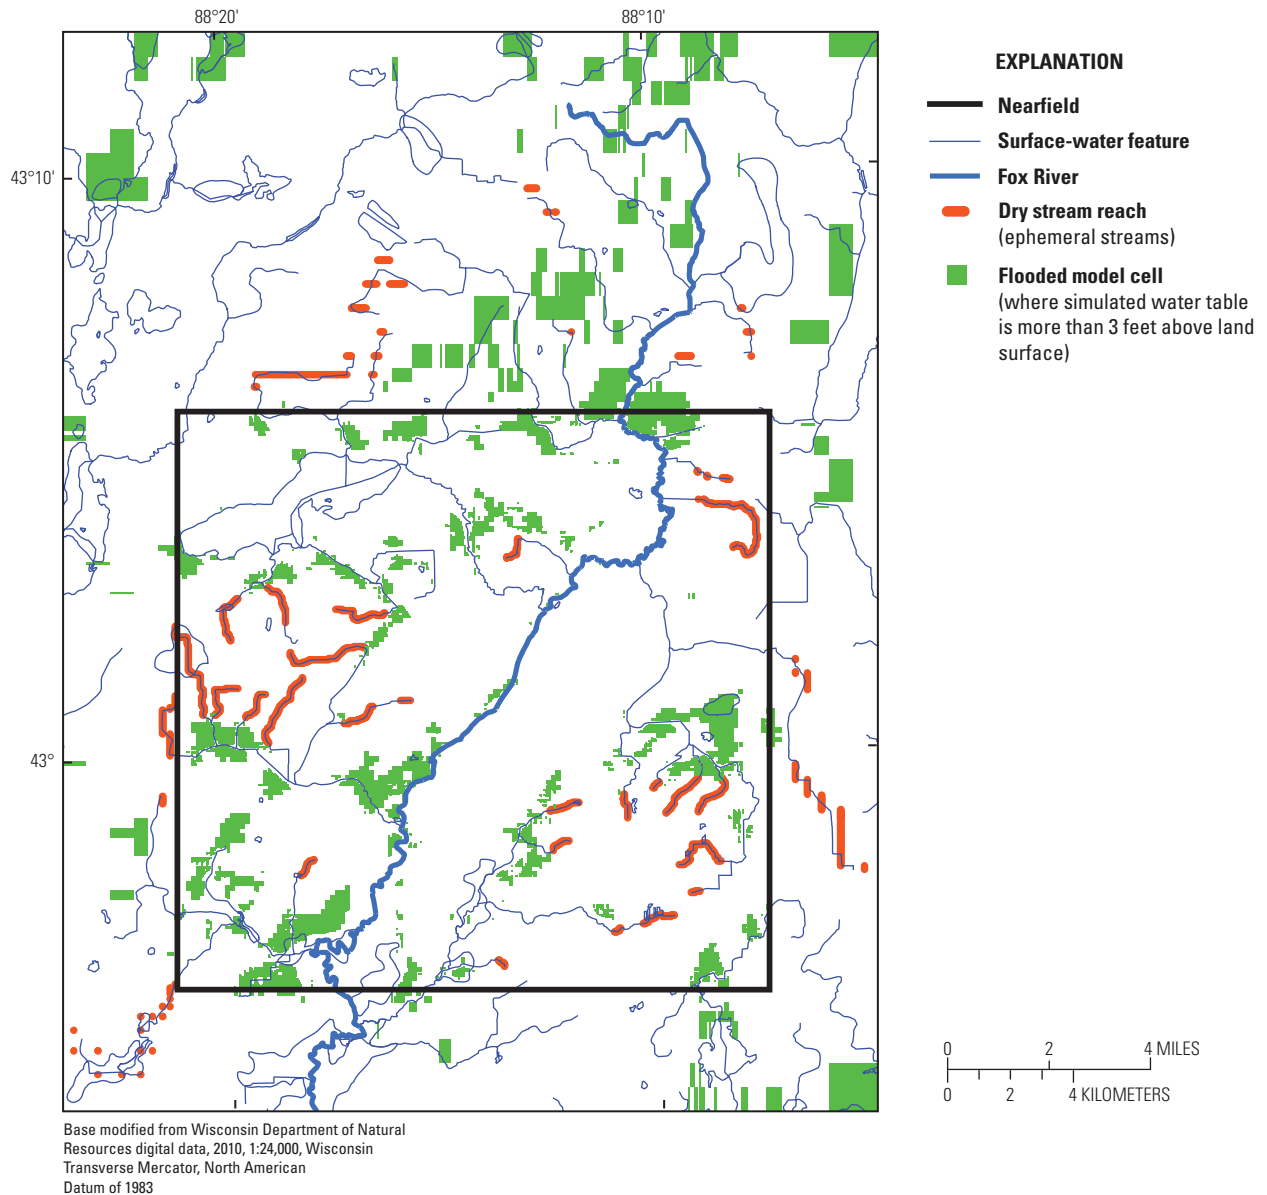 88°20'
88°10'
43°10'
43°
EXPLANATION
Nearfield
Surface-water feature
Fox River
Dry stream reach
(ephemeral streams)
Flooded model cell
(where simulated water table
is more than 3 feet above land
surface)
0 2 4 MILES
0 2 4 KILOMETERS
Base modified from Wisconsin Department of Natural
Resources digital data, 2010, 1:24,000, Wisconsin
Transverse Mercator, North American
Datum of 1983